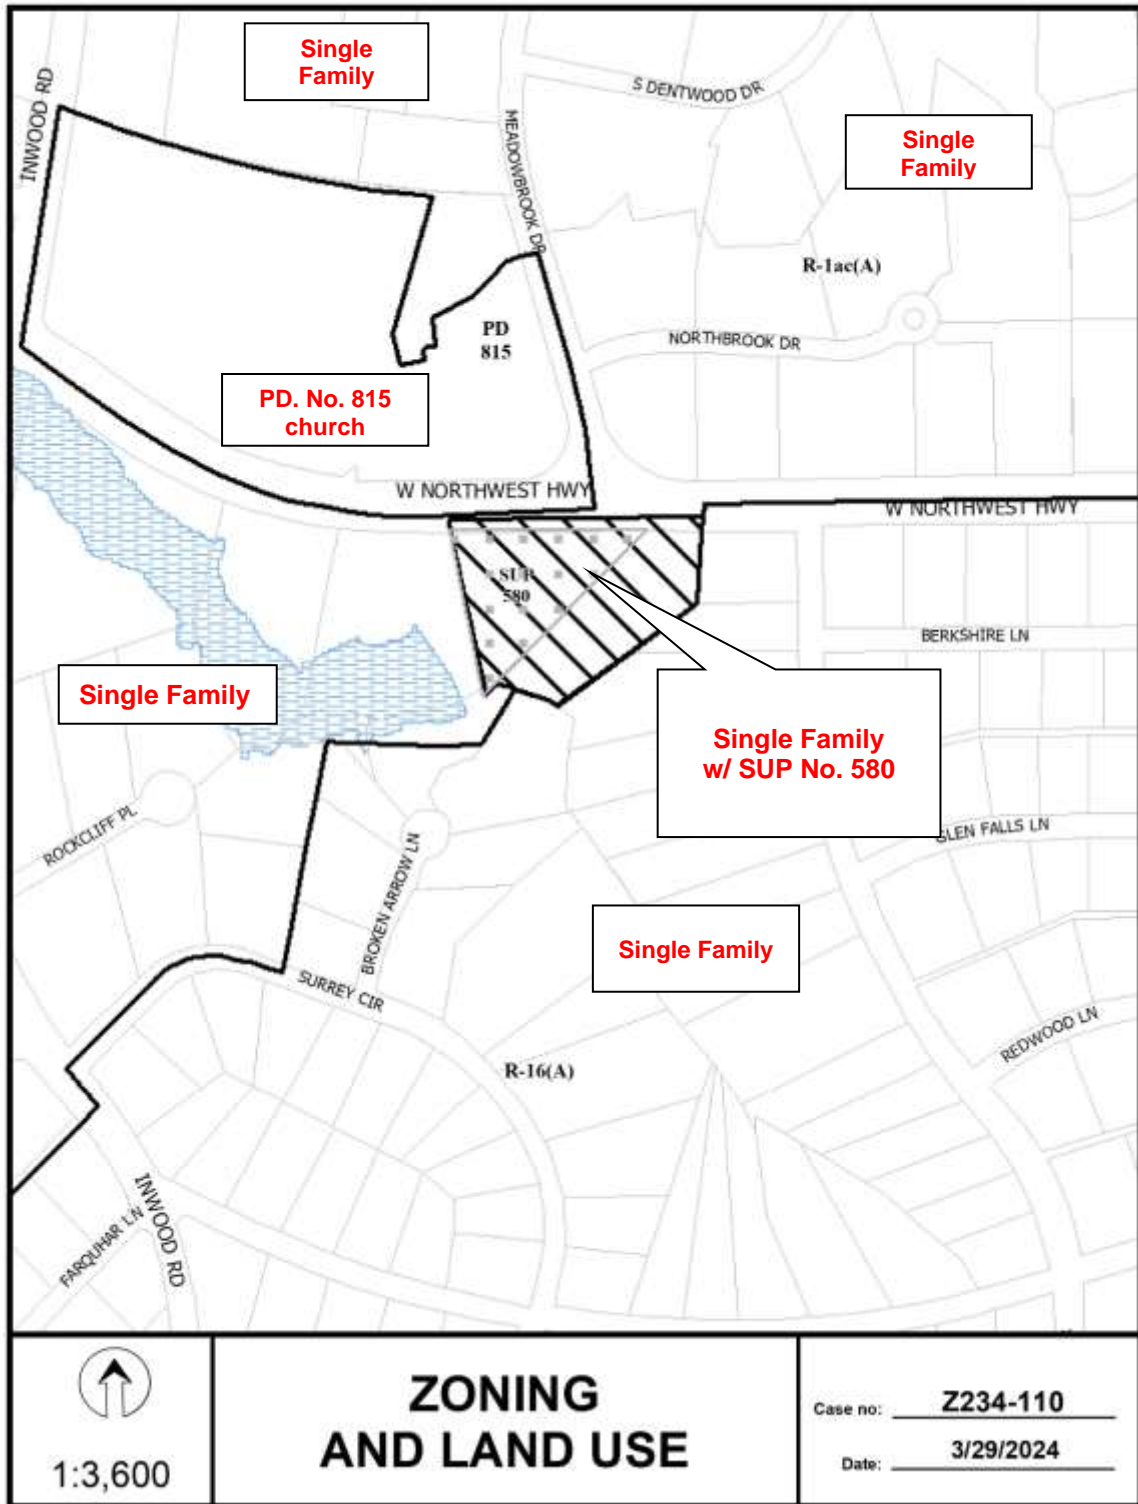 Single
Family
INWOOD RD
S DENTWOOD DR
MEADOWBROOK DR
Single
Family
R-1ac(A)
PD
815
NORTHBROOK DR
PD. No. 815
church
W NORTHWEST HWY
W NORTHWEST HWY
SUP
580
BERKSHIRE LN
Single Family
Single Family
w/ SUP No. 580
ROCKCLIFF PL
GLEN FALLS LN
BROKEN ARROW LN
Single Family
SURREY CIR
REDWOOD LN
R-16(A)
INWOOD RD
FARQUHAR LN
1:3,600
ZONING
AND LAND USE
Case no: Z234-110
Date: 3/29/2024